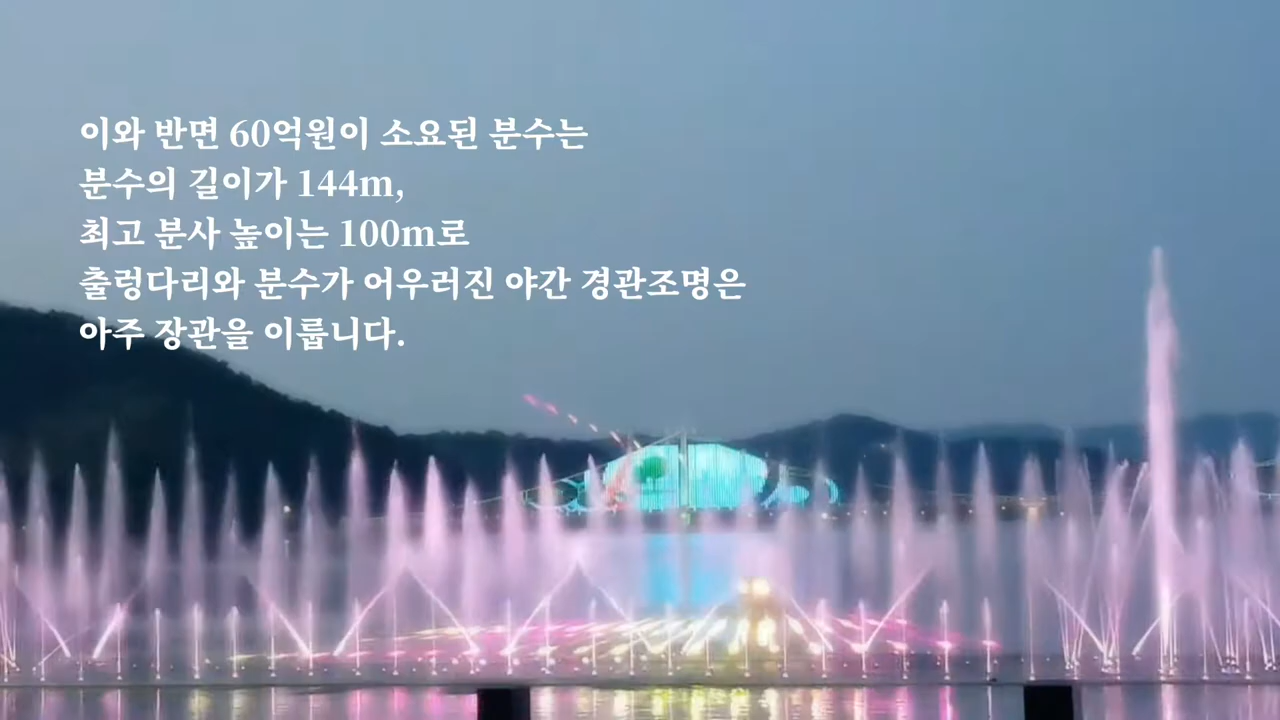 이와 반면 60억원이 소요된 분수는
분수의 길이가 144m,
최고 분사 높이는 100m로
출렁다리와 분수가 어우러진 야간 경관조명은
아주 장관을 이룹니다.